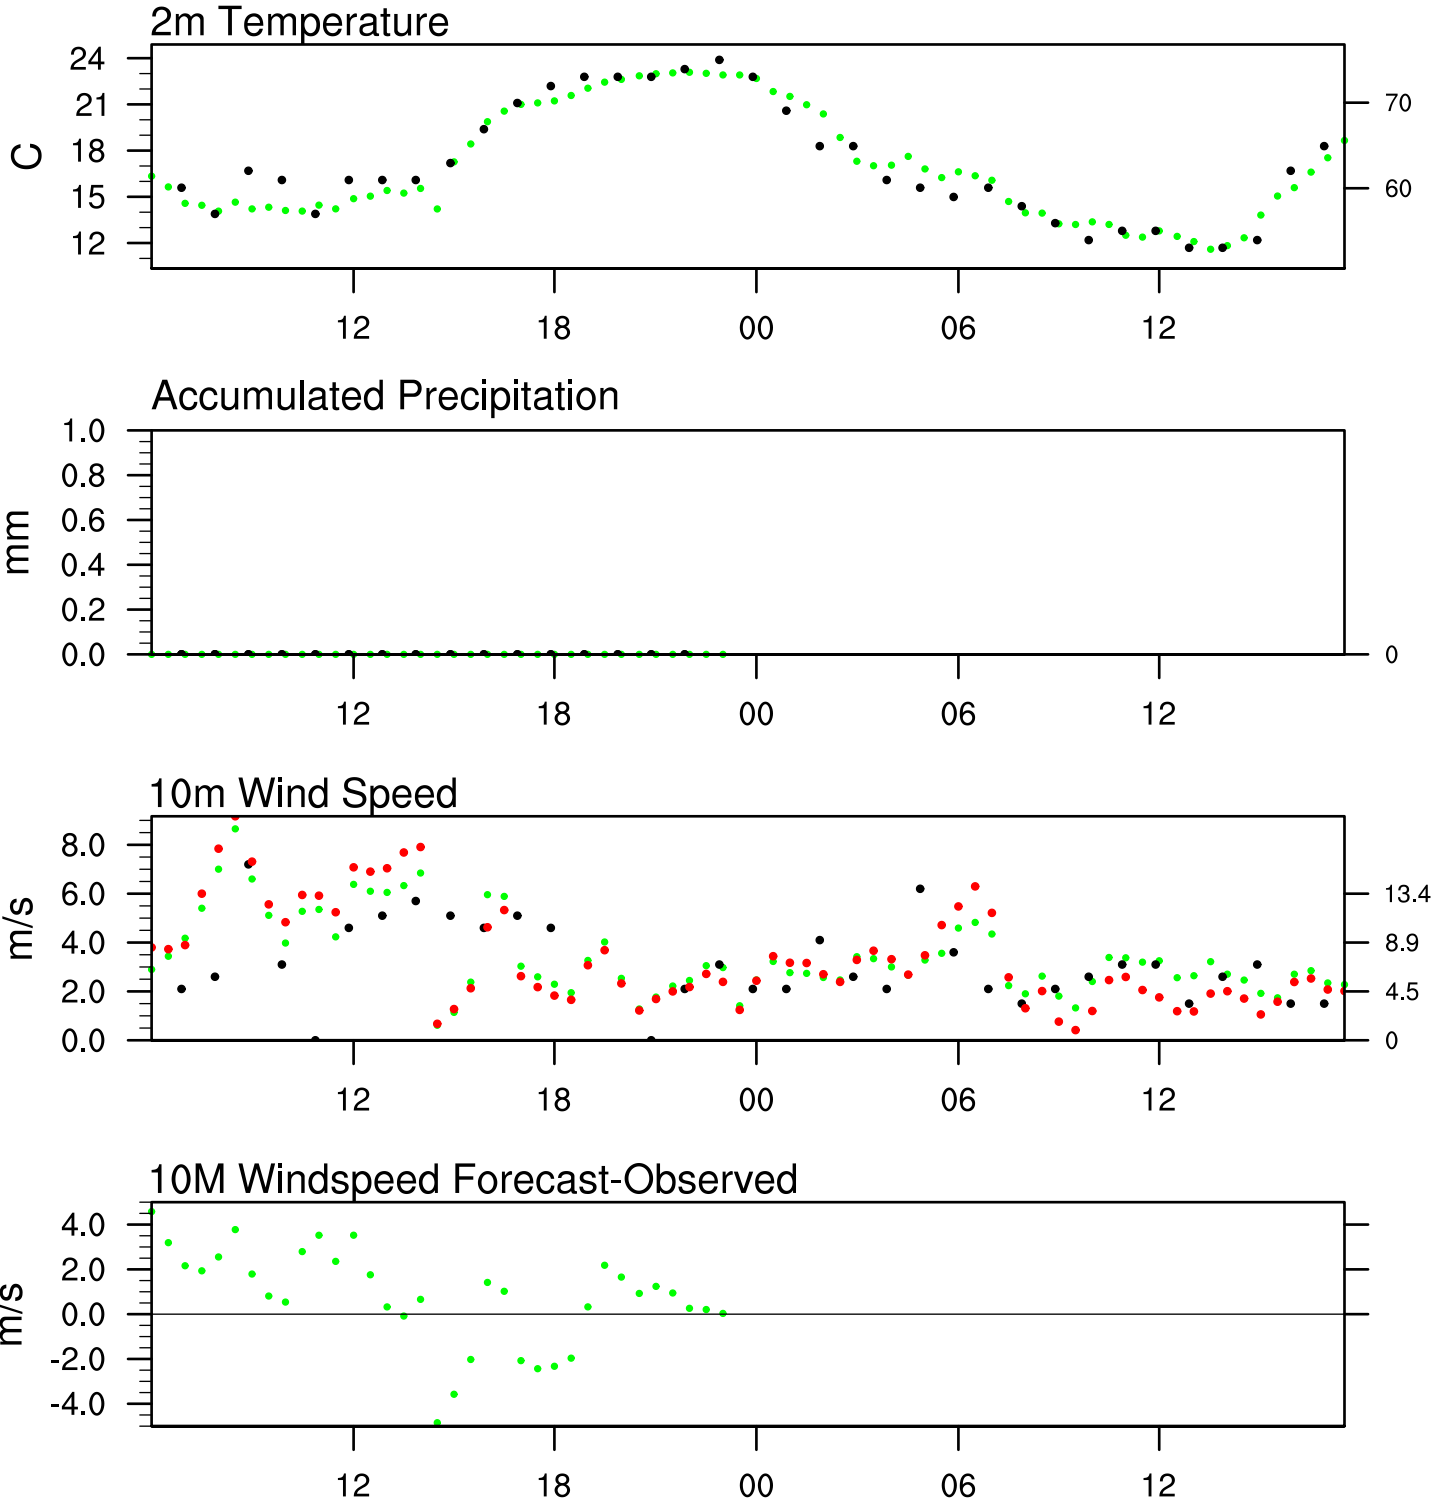 2m Temperature
24
21
18
15
12
C
70
60
12 18 00 06 12
Accumulated Precipitation
1.0
0.8
0.6
0.4
0.2
0.0
mm
0
12 18 00 06 12
10m Wind Speed
8.0
6.0
4.0
2.0
0.0
m/s
13.4
8.9
4.5
0
12 18 00 06 12
10M Windspeed Forecast-Observed
4.0
2.0
0.0
-2.0
-4.0
m/s
12 18 00 06 12